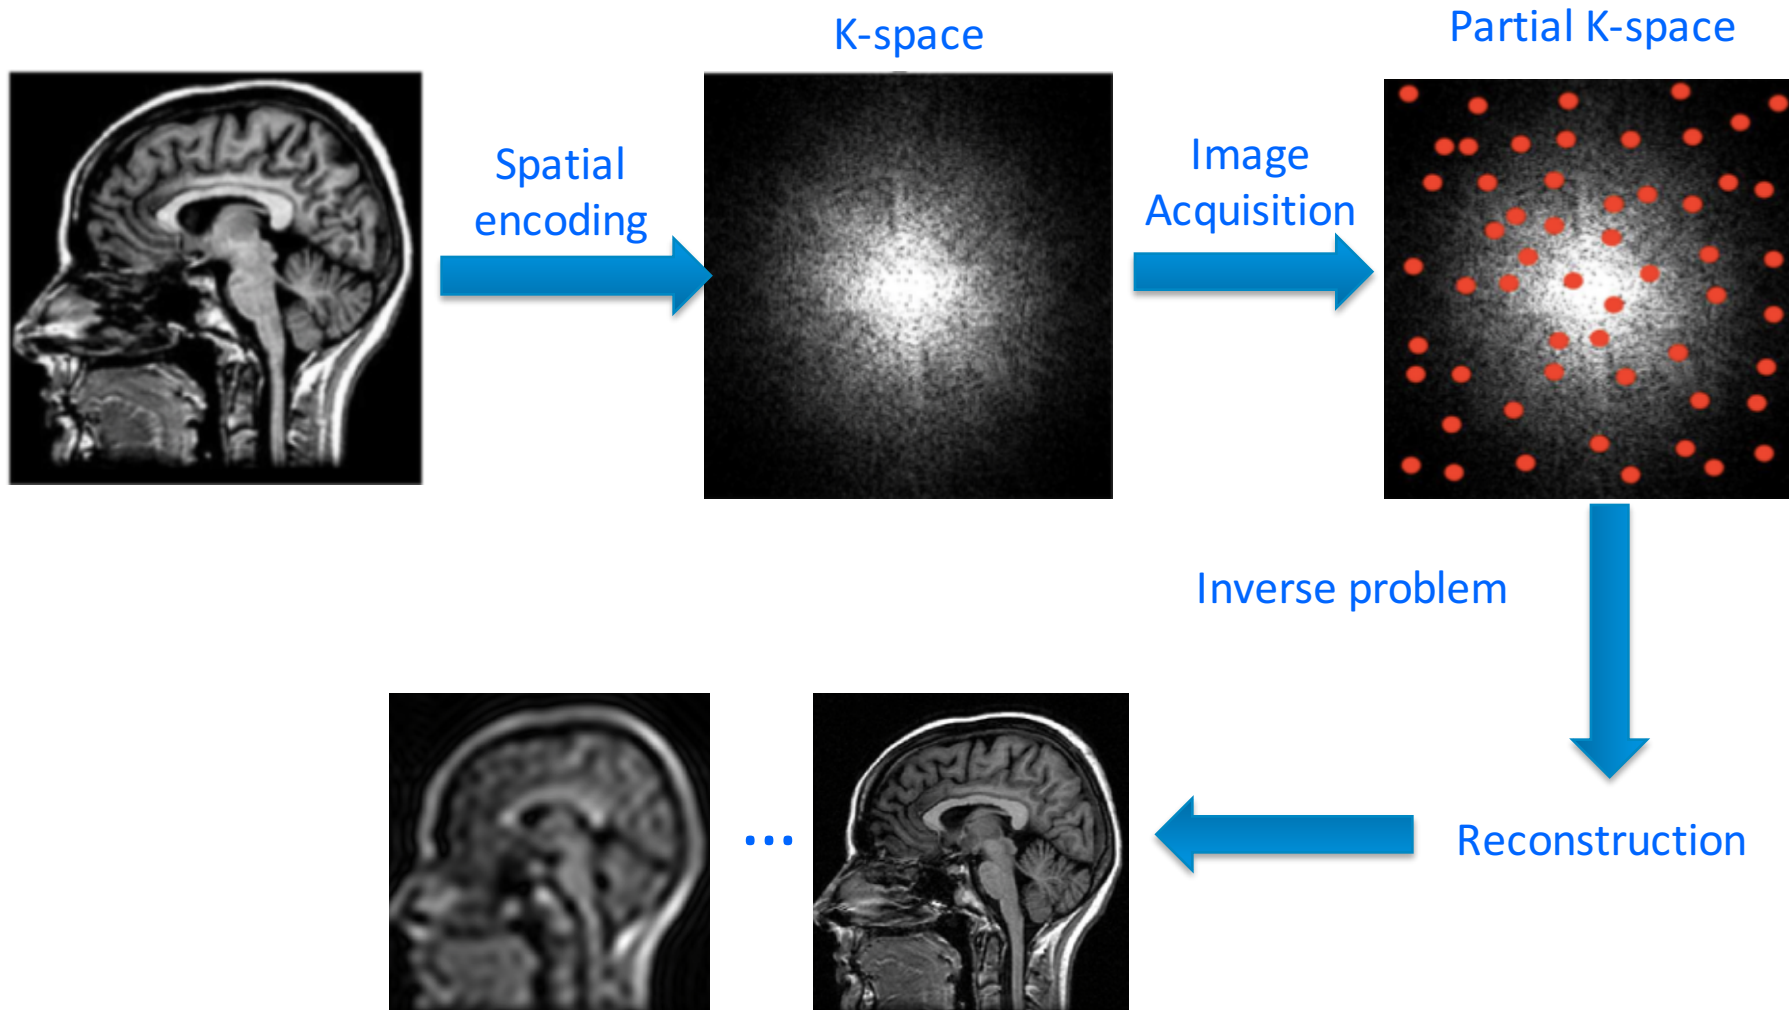 K-space
Partial K-space
Spatial
encoding
Image
Acquisition
Inverse problem
...
Reconstruction